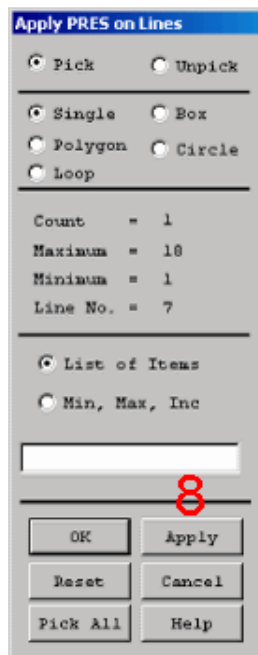 Apply PRES on Lines
Pick Unpick
Single Box
Polygon Circle
Loop
Count = 1
Maximum = 18
Minimum = 1
Line No. = 7
List of Items
Min, Max, Inc
8
OK Apply
Reset Cancel
Pick All Help